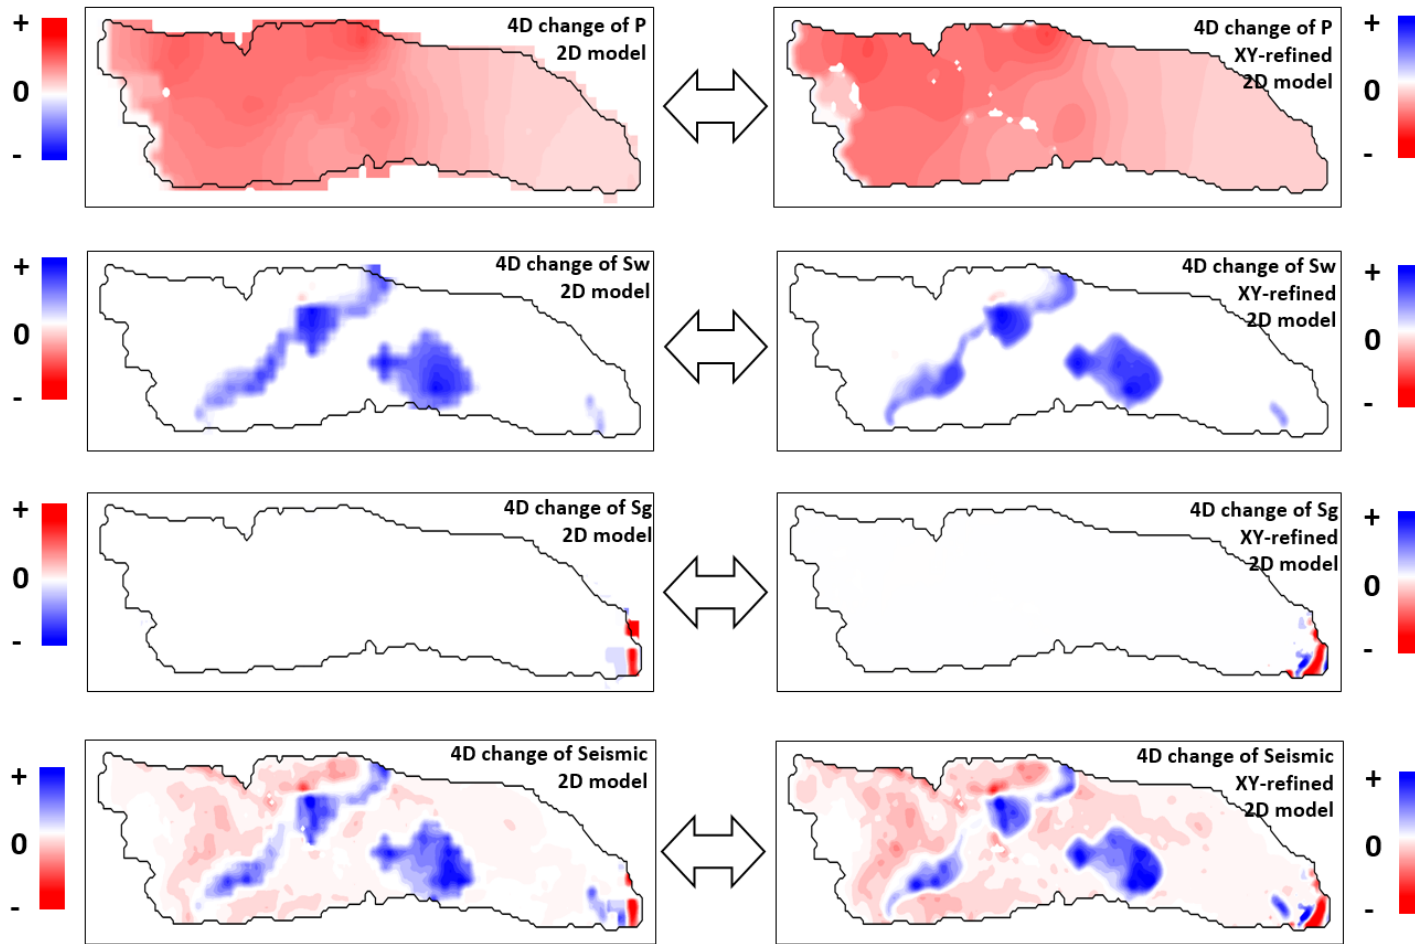 +
0
-
4D change of P
2D model
4D change of P
XY-refined
2D model
+
0
-
+
0
-
4D change of Sw
2D model
4D change of Sw
XY-refined
2D model
+
0
-
+
0
-
4D change of Sg
2D model
4D change of Sg
XY-refined
2D model
+
0
-
+
0
-
4D change of Seismic
2D model
4D change of Seismic
XY-refined
2D model
+
0
-